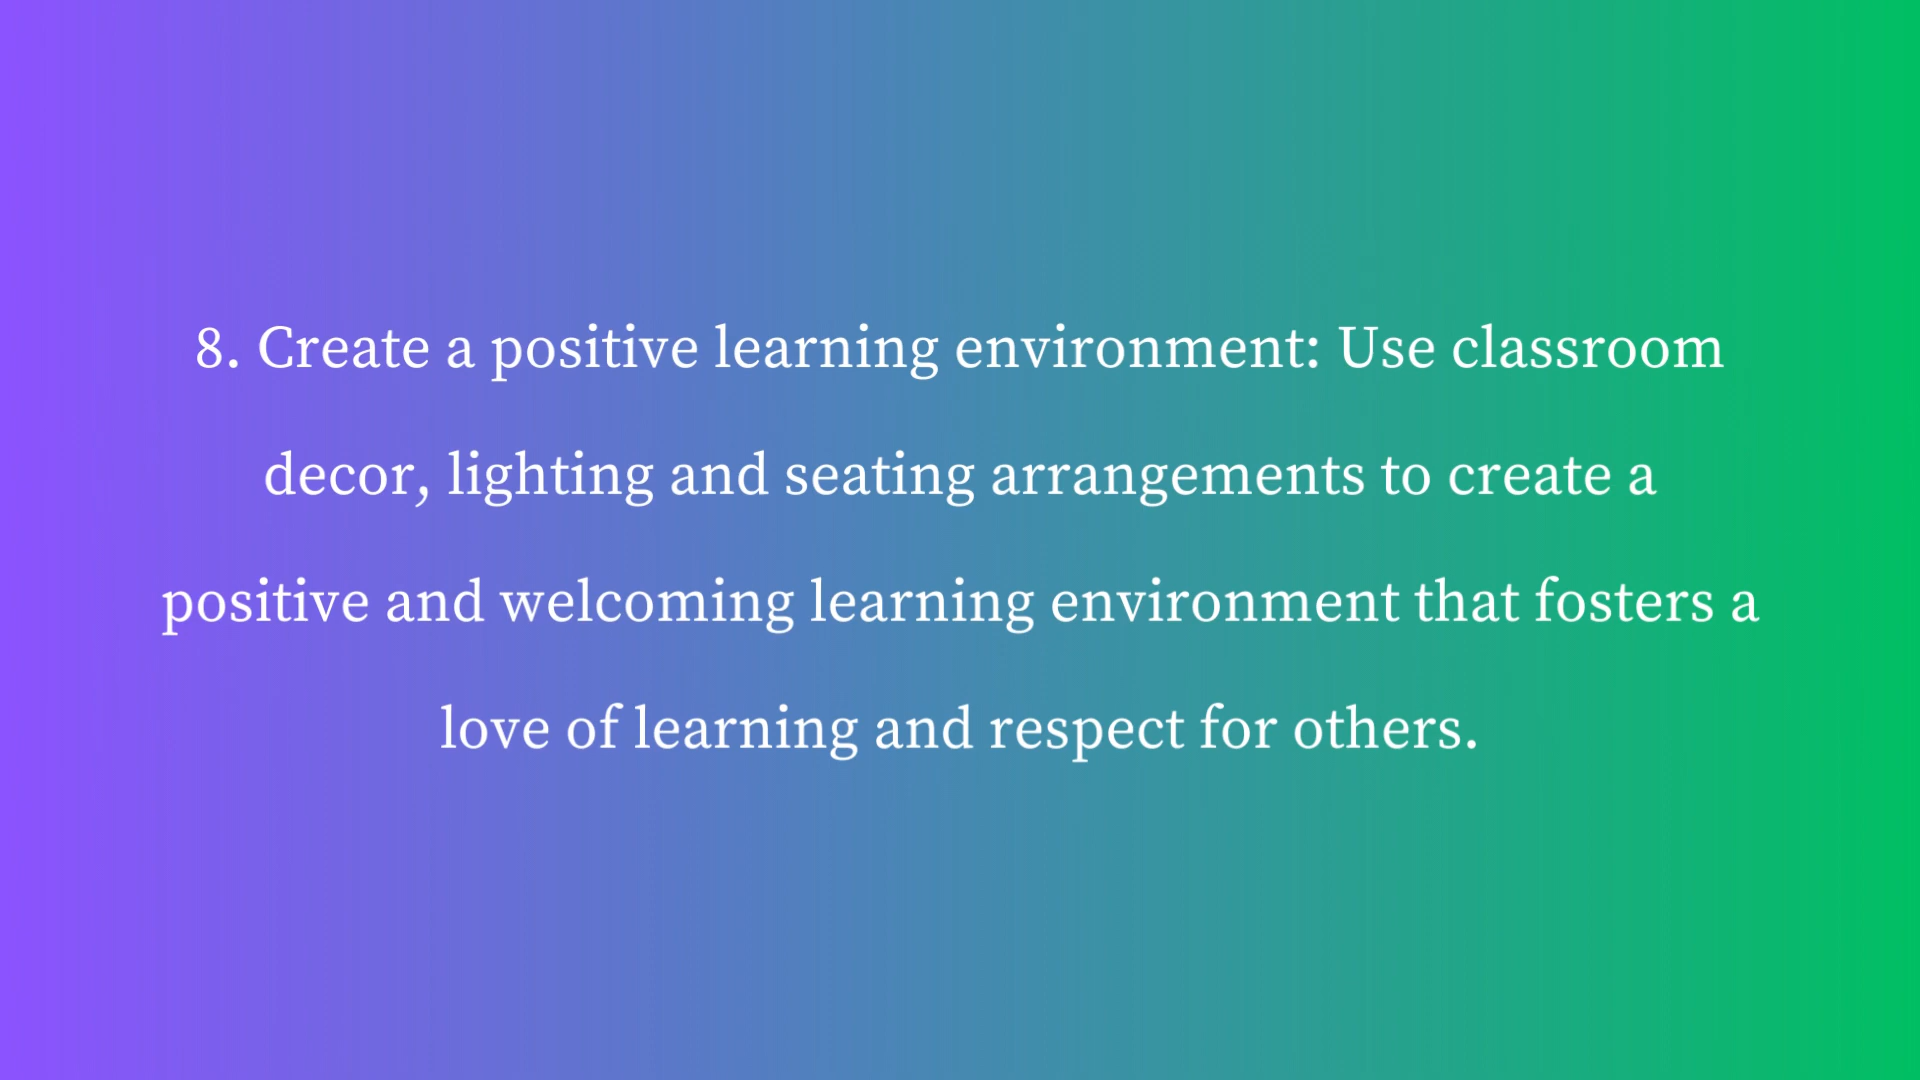 8. Create a positive learning environment: Use classroom
decor, lighting and seating arrangements to create a
positive and welcoming learning environment that fosters a
love of learning and respect for others.